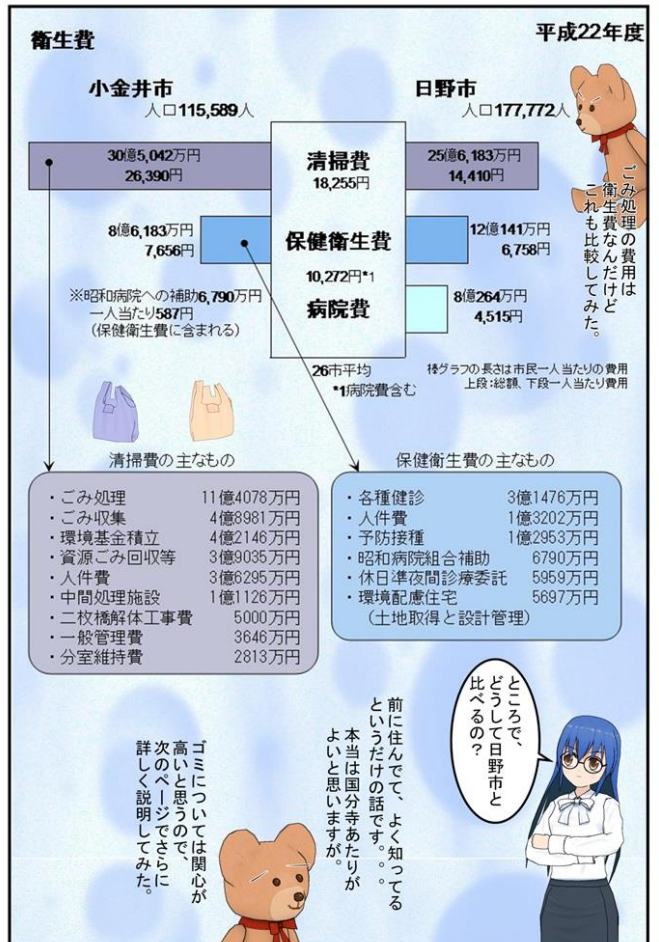 衛生費
平成22年度
小金井市
人口115,589人
日野市
人口177,772人
30億5,042万円
26,390円
清掃費
18,255円
25億6,183万円
14,410円
8億6,183万円
7,656円
保健衛生費
10,272円*1
12億141万円
6,758円
※昭和病院への補助6,790万円
一人当たり587円
(保健衛生費に含まれる)
病院費
8億264万円
4,515円
26市平均
*1病院費含む
棒グラフの長さは市民一人当たりの費用
上段:総額、下段一人当たり費用
ごみ処理の費用は
衛生費なんだけど
これも比較してみた。
清掃費の主なもの
・ごみ処理 11億4078万円
・ごみ収集 4億8981万円
・環境基金積立 4億2146万円
・資源ごみ回収等 3億9035万円
・人件費 3億6295万円
・中間処理施設 1億1126万円
・二枚橋解体工事費 5000万円
・一般管理費 3646万円
・分室維持費 2813万円
保健衛生費の主なもの
・各種健診 3億1476万円
・人件費 1億3202万円
・予防接種 1億2953万円
・昭和病院組合補助 6790万円
・休日準夜間診療委託 5959万円
・環境配慮住宅 5697万円
(土地取得と設計管理)
ところで、
どうして日野市と
比べるの?
前に住んでて、よく知ってる
というだけの話です。。。
本当は国分寺あたりが
よいと思いますが。
ゴミについては関心が
高いと思うので、
次のページでさらに
詳しく説明してみた。